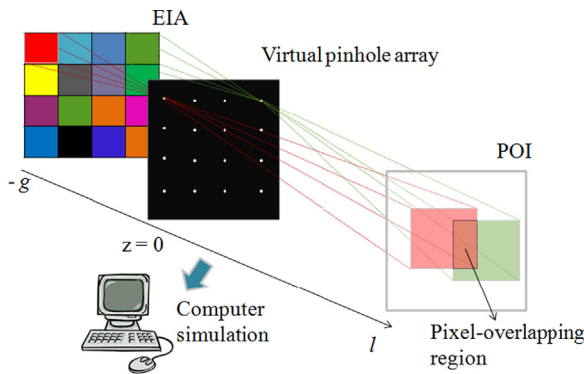 EIA
Virtual pinhole array
POI
- g
z = 0
Computer
simulation
l
Pixel-overlapping
region